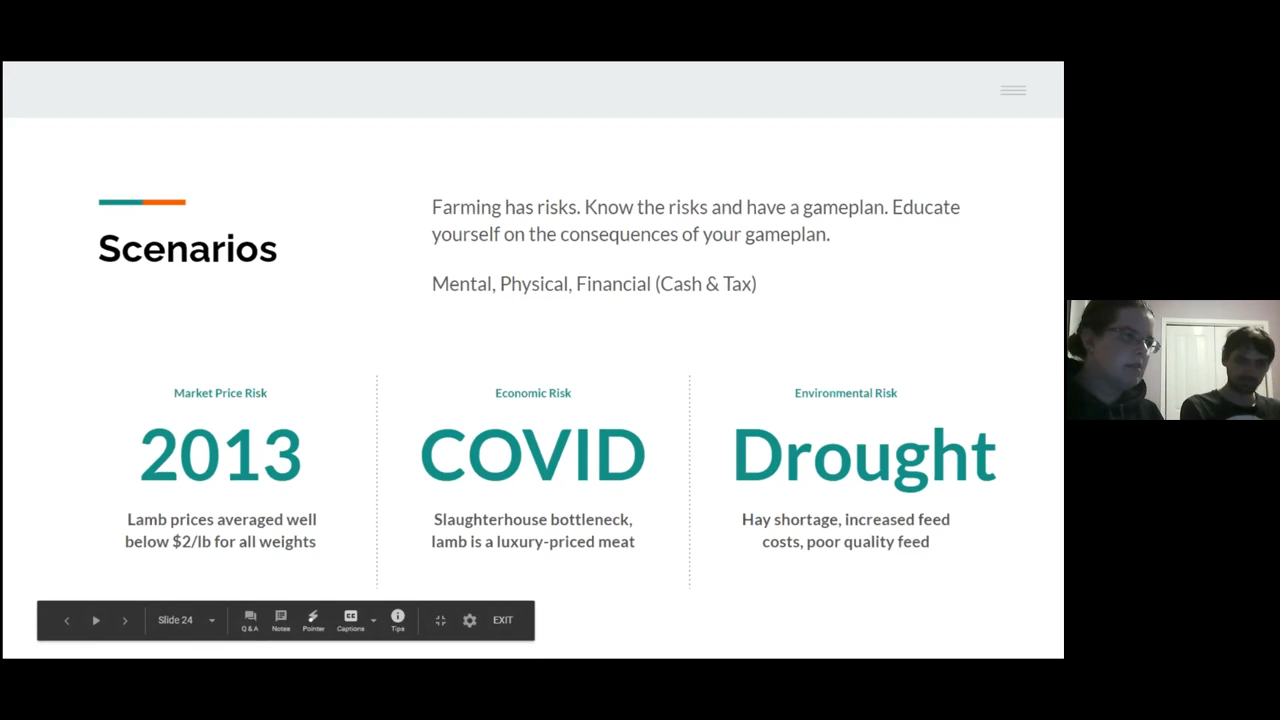 Scenarios
Farming has risks. Know the risks and have a gameplan. Educate
yourself on the consequences of your gameplan.
Mental, Physical, Financial (Cash & Tax)
Market Price Risk
2013
Lamb prices averaged well
below $2/lb for all weights
Economic Risk
COVID
Slaughterhouse bottleneck,
lamb is a luxury-priced meat
Environmental Risk
Drought
Hay shortage, increased feed
costs, poor quality feed
Slide 24
Q & A
Notes
Pointer
CC
Captions
Tips
EXIT